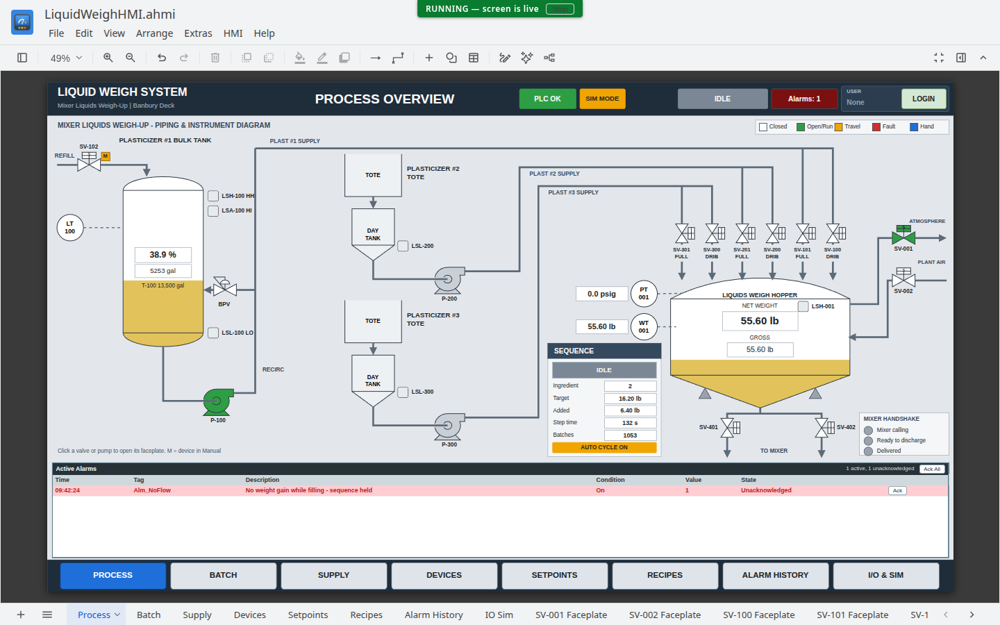 LiquidWeighHMI.ahmi
RUNNING — screen is live
Stop
File Edit View Arrange Extras HMI Help
49%
LIQUID WEIGH SYSTEM
Mixer Liquids Weigh-Up | Banbury Deck
PROCESS OVERVIEW
PLC OK
SIM MODE
IDLE
Alarms: 1
USER
None
LOGIN
MIXER LIQUIDS WEIGH-UP - PIPING & INSTRUMENT DIAGRAM
Closed Open/Run Travel Fault Hand
PLASTICIZER #1 BULK TANK
SV-102
M
REFILL
PLAST #1 SUPPLY
LSH-100 HH
LSA-100 HI
LT
100
38.9 %
5253 gal
T-100 13,500 gal
BPV
LSL-100 LO
RECIRC
P-100
TOTE
PLASTICIZER #2
TOTE
DAY
TANK
LSL-200
P-200
TOTE
PLASTICIZER #3
TOTE
DAY
TANK
LSL-300
P-300
PLAST #2 SUPPLY
PLAST #3 SUPPLY
SV-301
FULL
SV-300
DRIB
SV-201
FULL
SV-200
DRIB
SV-101
FULL
SV-100
DRIB
ATMOSPHERE
SV-001
PLANT AIR
SV-002
0.0 psig
PT
001
55.60 lb
WT
001
LIQUIDS WEIGH HOPPER
NET WEIGHT
LSH-001
55.60 lb
GROSS
55.60 lb
SEQUENCE
IDLE
Ingredient 2
Target 16.20 lb
Added 6.40 lb
Step time 132 s
Batches 1053
AUTO CYCLE ON
SV-401
SV-402
TO MIXER
MIXER HANDSHAKE
Mixer calling
Ready to discharge
Delivered
Click a valve or pump to open its faceplate. M = device in Manual
Active Alarms
1 active, 1 unacknowledged
Ack All
Time Tag Description Condition Value State
09:42:24 Alm_NoFlow No weight gain while filling - sequence held On 1 Unacknowledged Ack
PROCESS BATCH SUPPLY DEVICES SETPOINTS RECIPES ALARM HISTORY I/O & SIM
Process Batch Supply Devices Setpoints Recipes Alarm History IO Sim SV-001 Faceplate SV-002 Faceplate SV-100 Faceplate SV-101 Faceplate SV-1